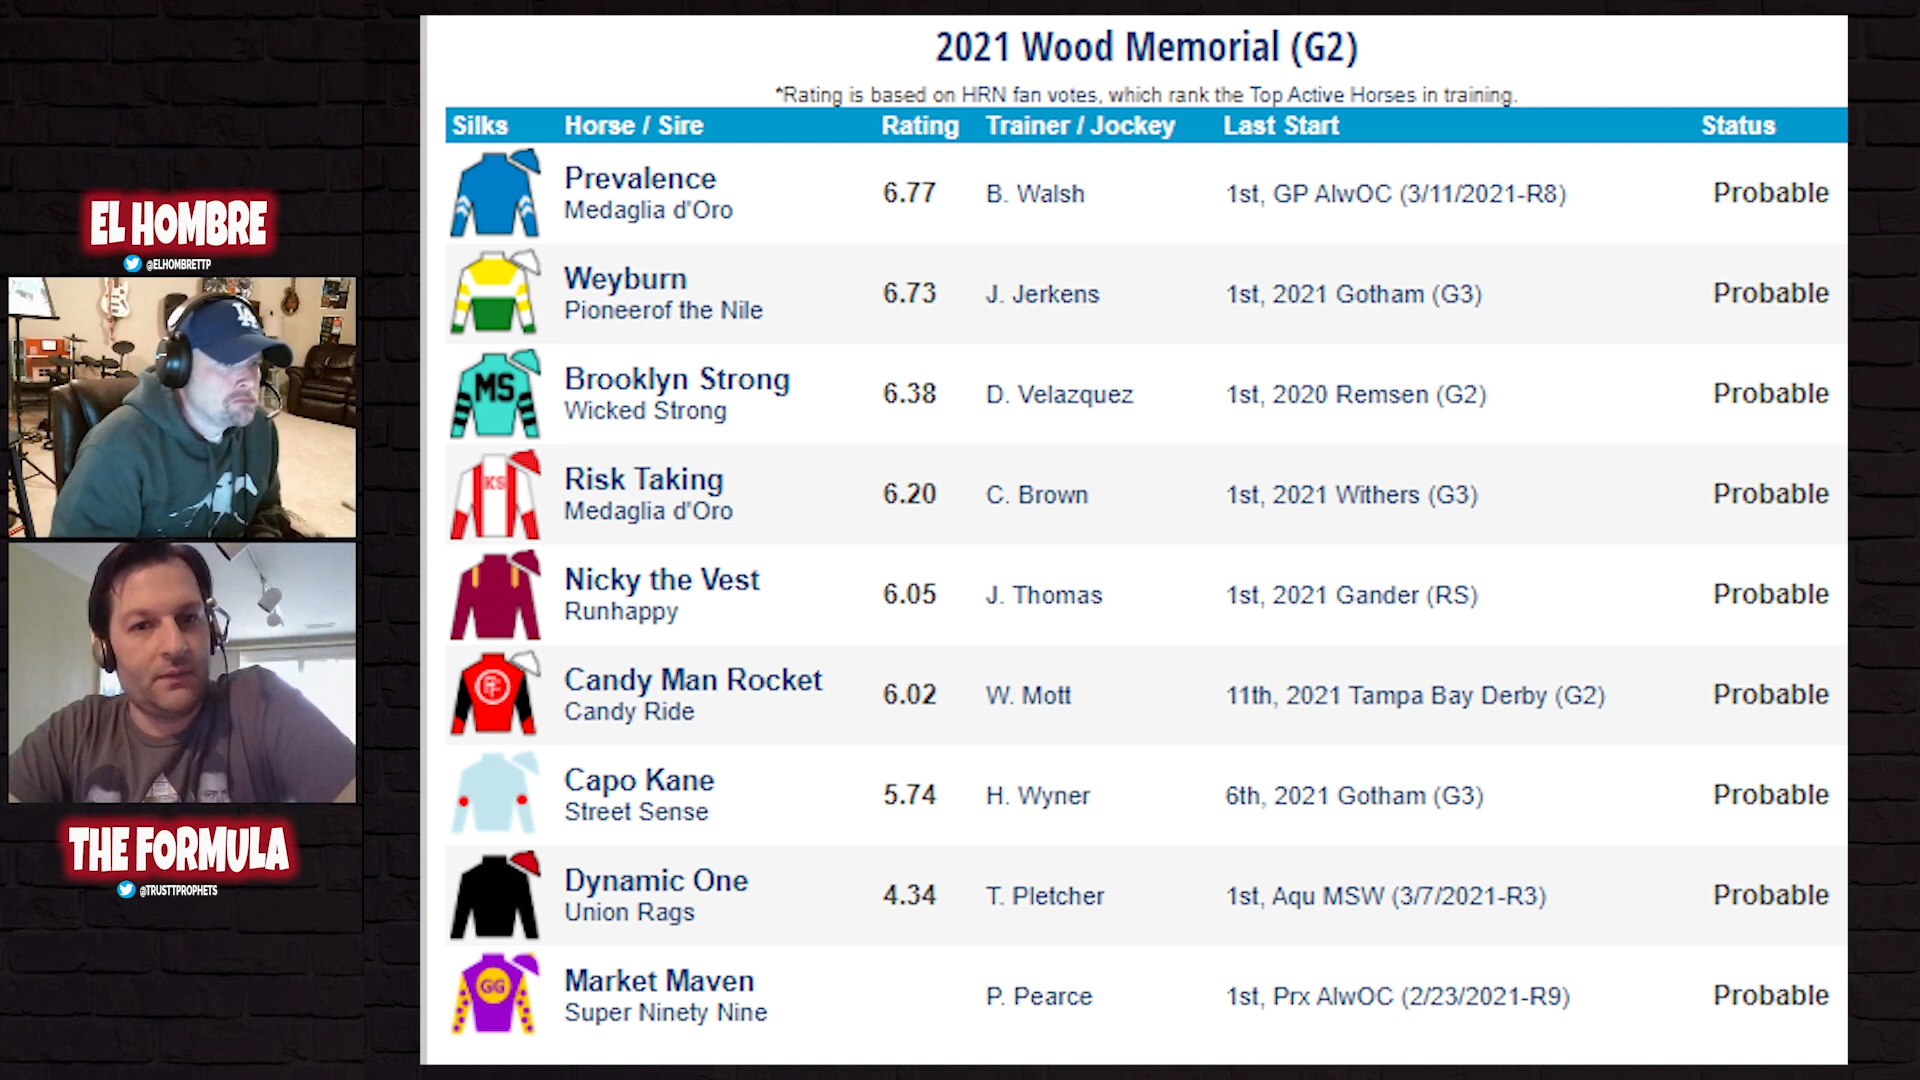 2021 Wood Memorial (G2)
*Rating is based on HRN fan votes, which rank the Top Active Horses in training.
Silks Horse / Sire Rating Trainer / Jockey Last Start Status
Prevalence
Medaglia d'Oro
6.77 B. Walsh 1st, GP AlwOC (3/11/2021-R8) Probable
Weyburn
Pioneerof the Nile
6.73 J. Jerkens 1st, 2021 Gotham (G3) Probable
MS
Brooklyn Strong
Wicked Strong
6.38 D. Velazquez 1st, 2020 Remsen (G2) Probable
KS
Risk Taking
Medaglia d'Oro
6.20 C. Brown 1st, 2021 Withers (G3) Probable
Nicky the Vest
Runhappy
6.05 J. Thomas 1st, 2021 Gander (RS) Probable
Candy Man Rocket
Candy Ride
6.02 W. Mott 11th, 2021 Tampa Bay Derby (G2) Probable
Capo Kane
Street Sense
5.74 H. Wyner 6th, 2021 Gotham (G3) Probable
Dynamic One
Union Rags
4.34 T. Pletcher 1st, Aqu MSW (3/7/2021-R3) Probable
GG
Market Maven
Super Ninety Nine
P. Pearce 1st, Prx AlwOC (2/23/2021-R9) Probable
EL HOMBRE
@ELHOMBRETTP
LA
THE FORMULA
@TRUSTTPROPHETS